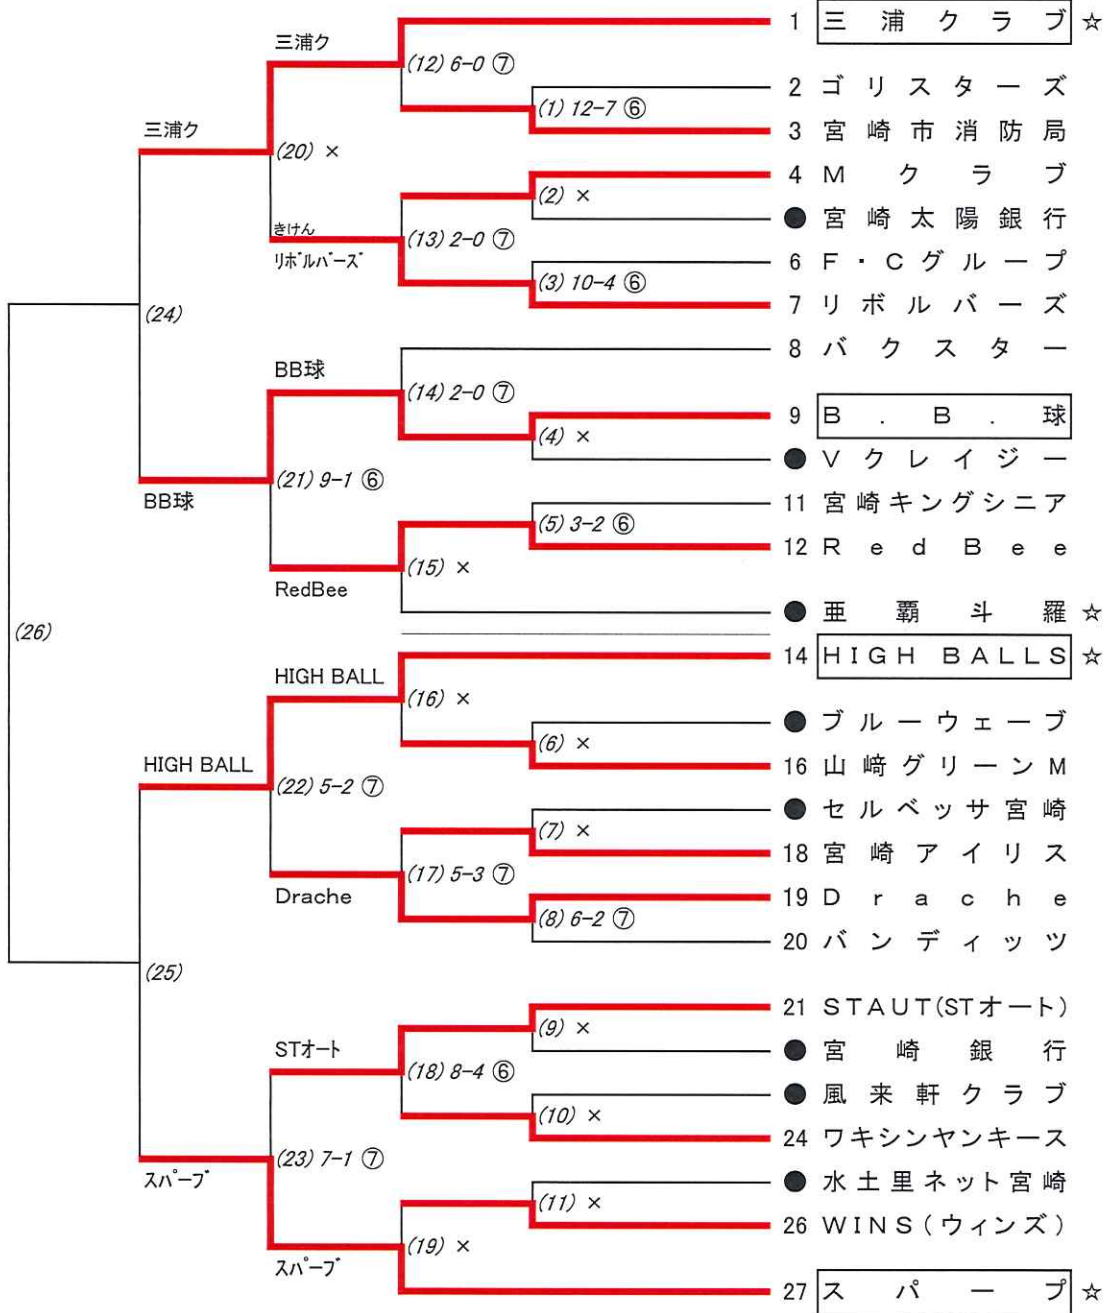 1 三浦クラブ ☆
三浦ク
(12) 6-0 ⑦
2 ゴリスターズ
(1) 12-7 ⑥
3 宮崎市消防局
三浦ク
(20) ×
4 Mクラブ
(2) ×
● 宮崎太陽銀行
きけん
(13) 2-0 ⑦
リボルバーズ
6 F・Cグループ
(3) 10-4 ⑥
7 リボルバーズ
(24)
8 バクスター
BB球
(14) 2-0 ⑦
9 B.B.球
(4) ×
● Vクレイジー
(21) 9-1 ⑥
BB球
11 宮崎キングシニア
(5) 3-2 ⑥
12 RedBee
(15) ×
RedBee
● 亜覇斗羅 ☆
(26)
14 HIGH BALLS ☆
HIGH BALL
(16) ×
● ブルーウェーブ
(6) ×
16 山﨑グリーンM
HIGH BALL
(22) 5-2 ⑦
● セルベッサ宮崎
(7) ×
18 宮崎アイリス
(17) 5-3 ⑦
Drache
19 Drache
(8) 6-2 ⑦
20 バンディッツ
(25)
21 STAUT(STオート)
(9) ×
STオート
● 宮崎銀行
(18) 8-4 ⑥
● 風来軒クラブ
(10) ×
24 ワキシンヤンキース
(23) 7-1 ⑦
スパーブ
● 水土里ネット宮崎
(11) ×
26 WINS(ウィンズ)
(19) ×
スパーブ
27 スパーブ ☆